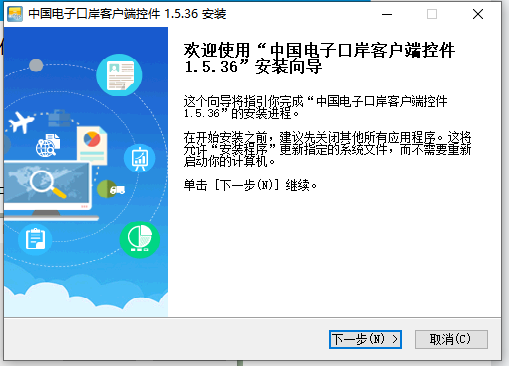 中国电子口岸客户端控件 1.5.36 安装
欢迎使用“中国电子口岸客户端控件
1.5.36”安装向导
这个向导将指引你完成“中国电子口岸客户端控件
1.5.36”的安装进程。
在开始安装之前，建议先关闭其他所有应用程序。这将
允许“安装程序”更新指定的系统文件，而不需要重新
启动你的计算机。
单击 [下一步(N)] 继续。
下一步(N) >
取消(C)